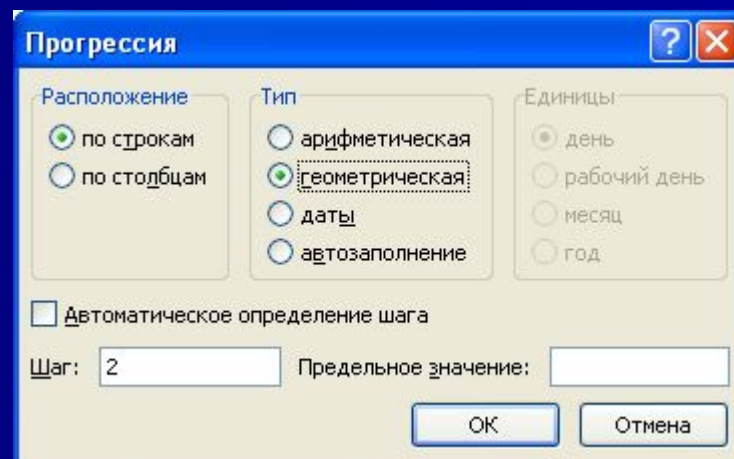 Прогрессия
Расположение
по строкам
по столбцам
Тип
арифметическая
геометрическая
даты
автозаполнение
Единицы
день
рабочий день
месяц
год
Автоматическое определение шага
Шаг: 2 Предельное значение:
ОК Отмена